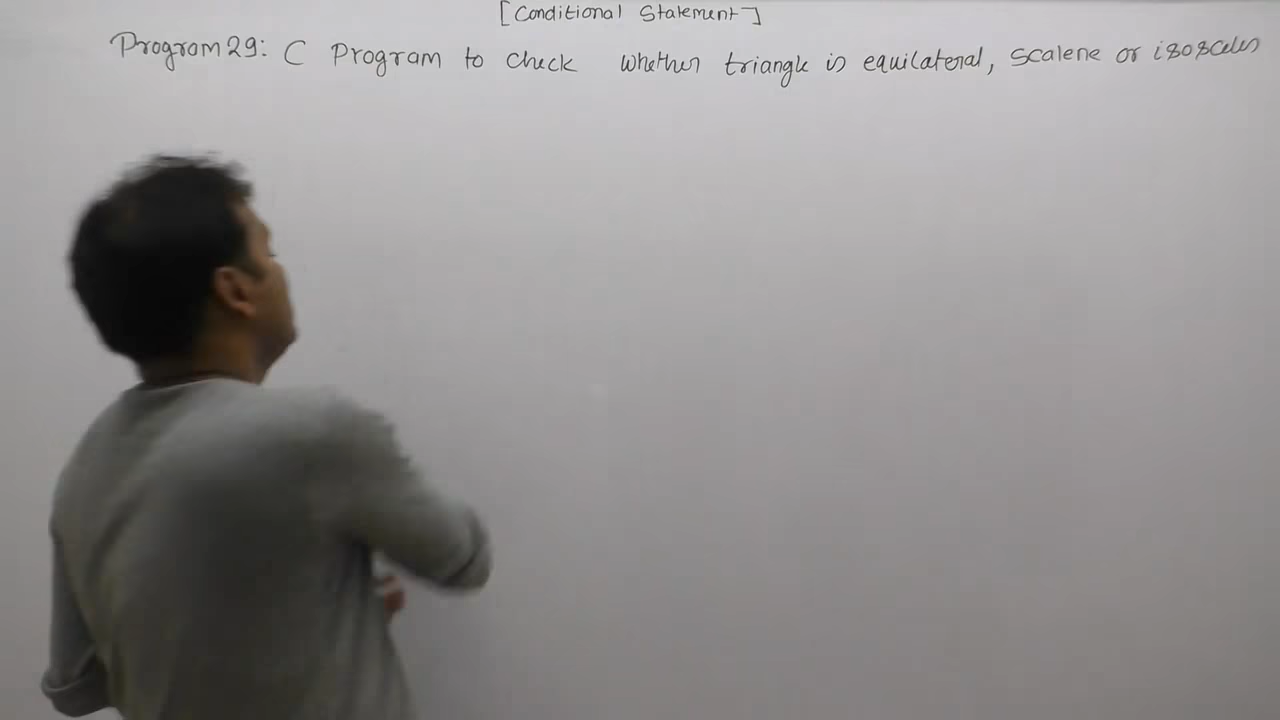 [Conditional Statement]
Program 29: C Program to check whether triangle is equilateral, scalene or isosceles